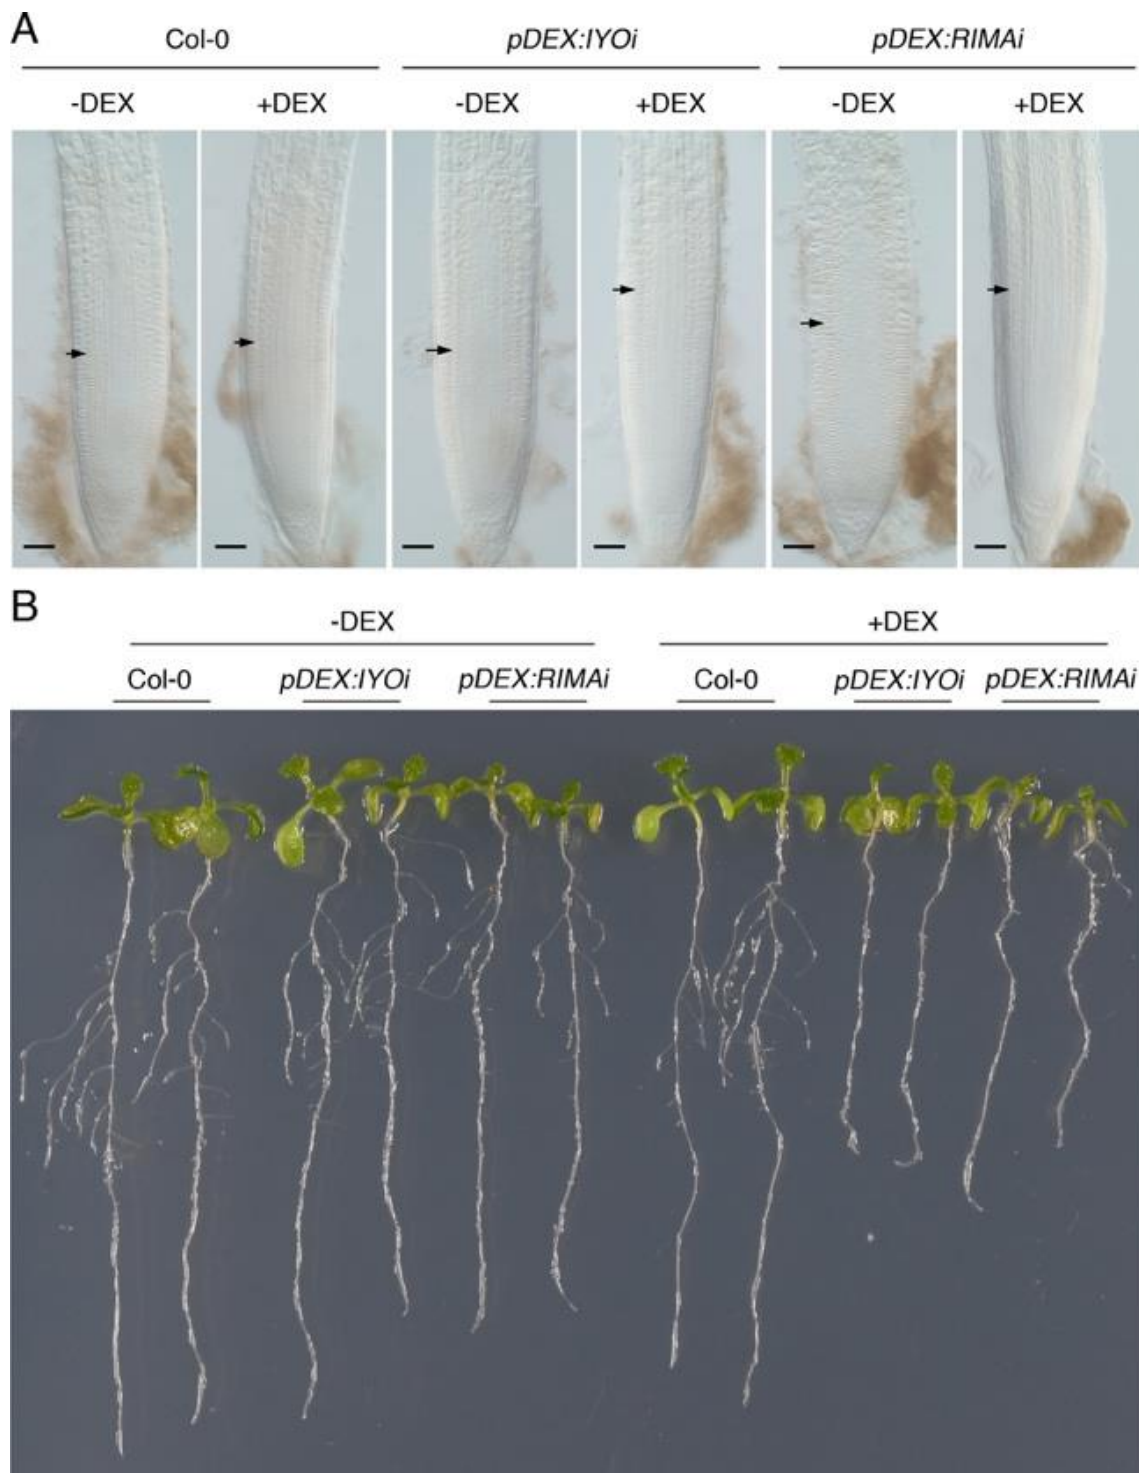 A
Col-0 pDEX:IYOi pDEX:RIMAi
-DEX +DEX -DEX +DEX -DEX +DEX
B
-DEX +DEX
Col-0 pDEX:IYOi pDEX:RIMAi Col-0 pDEX:IYOi pDEX:RIMAi